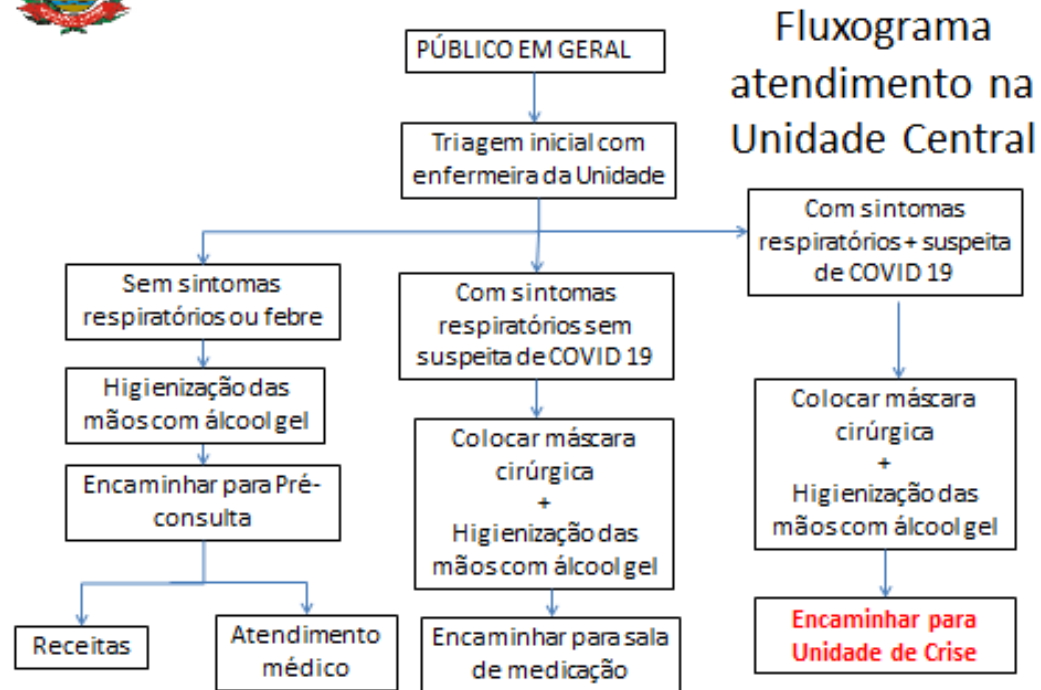 Fluxograma
atendimento na
Unidade Central
PÚBLICO EM GERAL
Triagem inicial com
enfermeira da Unidade
Sem sintomas
respiratórios ou febre
Higienização das
mãos com álcool gel
Encaminhar para Pré-
consulta
Receitas
Atendimento
médico
Com sintomas
respiratórios sem
suspeita de COVID 19
Colocar máscara
cirúrgica
+
Higienização das
mãos com álcool gel
Encaminhar para sala
de medicação
Com sintomas
respiratórios + suspeita
de COVID 19
Colocar máscara
cirúrgica
+
Higienização das
mãos com álcool gel
Encaminhar para
Unidade de Crise